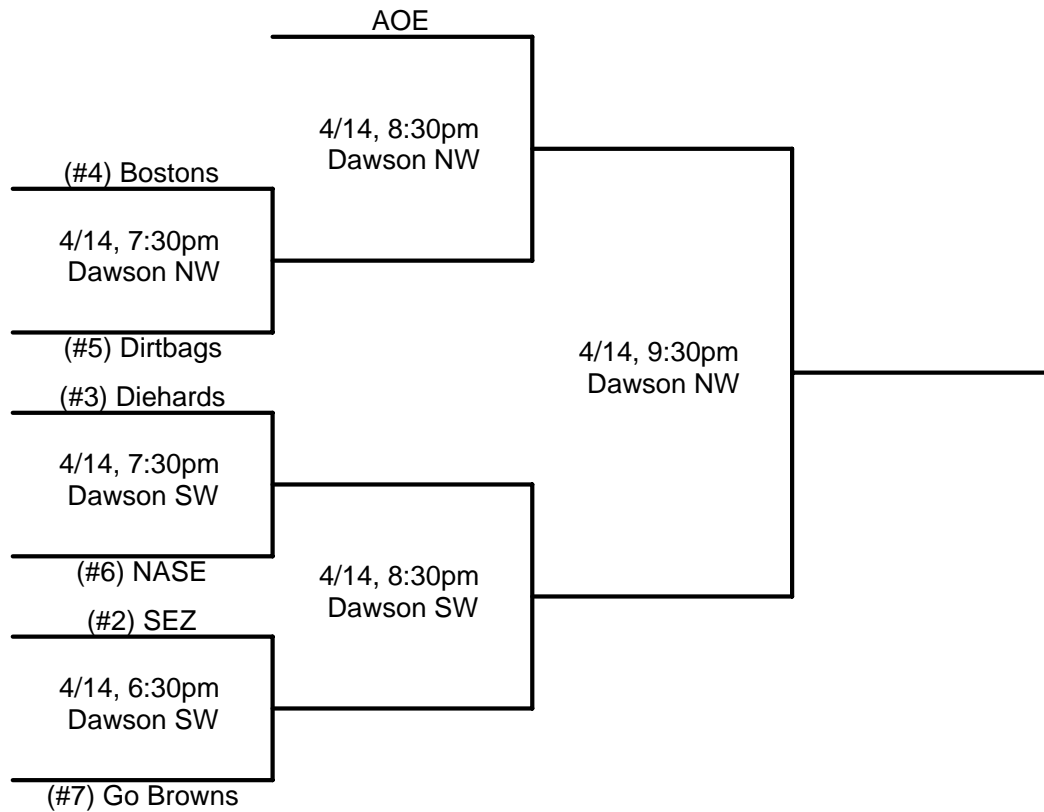 AOE
4/14, 8:30pm
Dawson NW
(#4) Bostons
4/14, 7:30pm
Dawson NW
(#5) Dirtbags
4/14, 9:30pm
Dawson NW
(#3) Diehards
4/14, 7:30pm
Dawson SW
(#6) NASE
4/14, 8:30pm
Dawson SW
(#2) SEZ
4/14, 6:30pm
Dawson SW
(#7) Go Browns